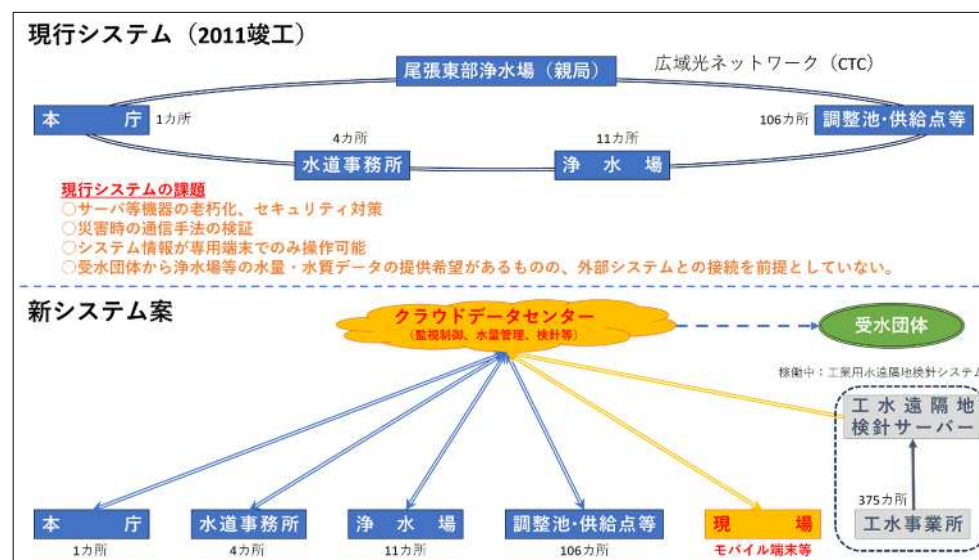 現行システム（2011竣工）
尾張東部浄水場（親局）
広域光ネットワーク（CTC）
本　庁
1カ所
106カ所
調整池・供給点等
4カ所
11カ所
水道事務所
浄　水　場
現行システムの課題
○サーバ等機器の老朽化、セキュリティ対策
○災害時の通信手法の検証
○システム情報が専用端末でのみ操作可能
○受水団体から浄水場等の水量・水質データの提供希望があるものの、外部システムとの接続を前提としていない。
新システム案
クラウドデータセンター
（監視制御、水量管理、検針等）
受水団体
稼働中：工業用水遠隔地検針システム
工水遠隔地
検針サーバー
375カ所
工水事業所
本　庁
水道事務所
浄　水　場
調整池・供給点等
現　場
1カ所
4カ所
11カ所
106カ所
モバイル端末等